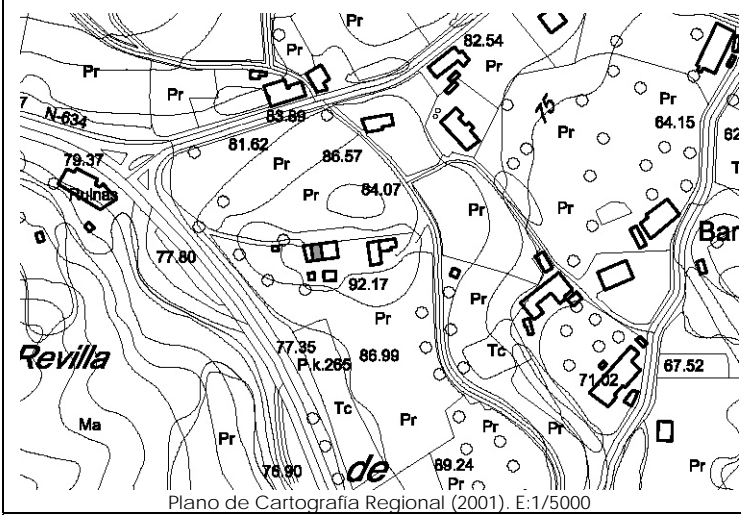 Pr
82.54
Pr
Pr
Pr
Pr
75
N-634
83.89
81.62
Pr
86.57
Pr
64.15
79.37
Ruinas
Pr
84.07
Pr
Pr
Bar
77.80
92.17
Pr
Pr
77.35
86.99
P.k.265
Tc
Revilla
71.02
67.52
Tc
Ma
Pr
Pr
Pr
Pr
76.90
de
89.24
Pr
Pr
Plano de Cartografía Regional (2001). E:1/5000